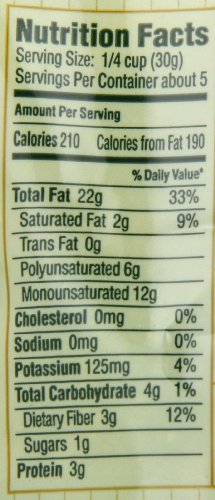 Nutrition Facts
Serving Size: 1/4 cup (30g)
Servings Per Container about 5
Amount Per Serving
Calories 210 Calories from Fat 190
% Daily Value*
Total Fat 22g 33%
Saturated Fat 2g 9%
Trans Fat 0g
Polyunsaturated 6g
Monounsaturated 12g
Cholesterol 0mg 0%
Sodium 0mg 0%
Potassium 125mg 4%
Total Carbohydrate 4g 1%
Dietary Fiber 3g 12%
Sugars 1g
Protein 3g